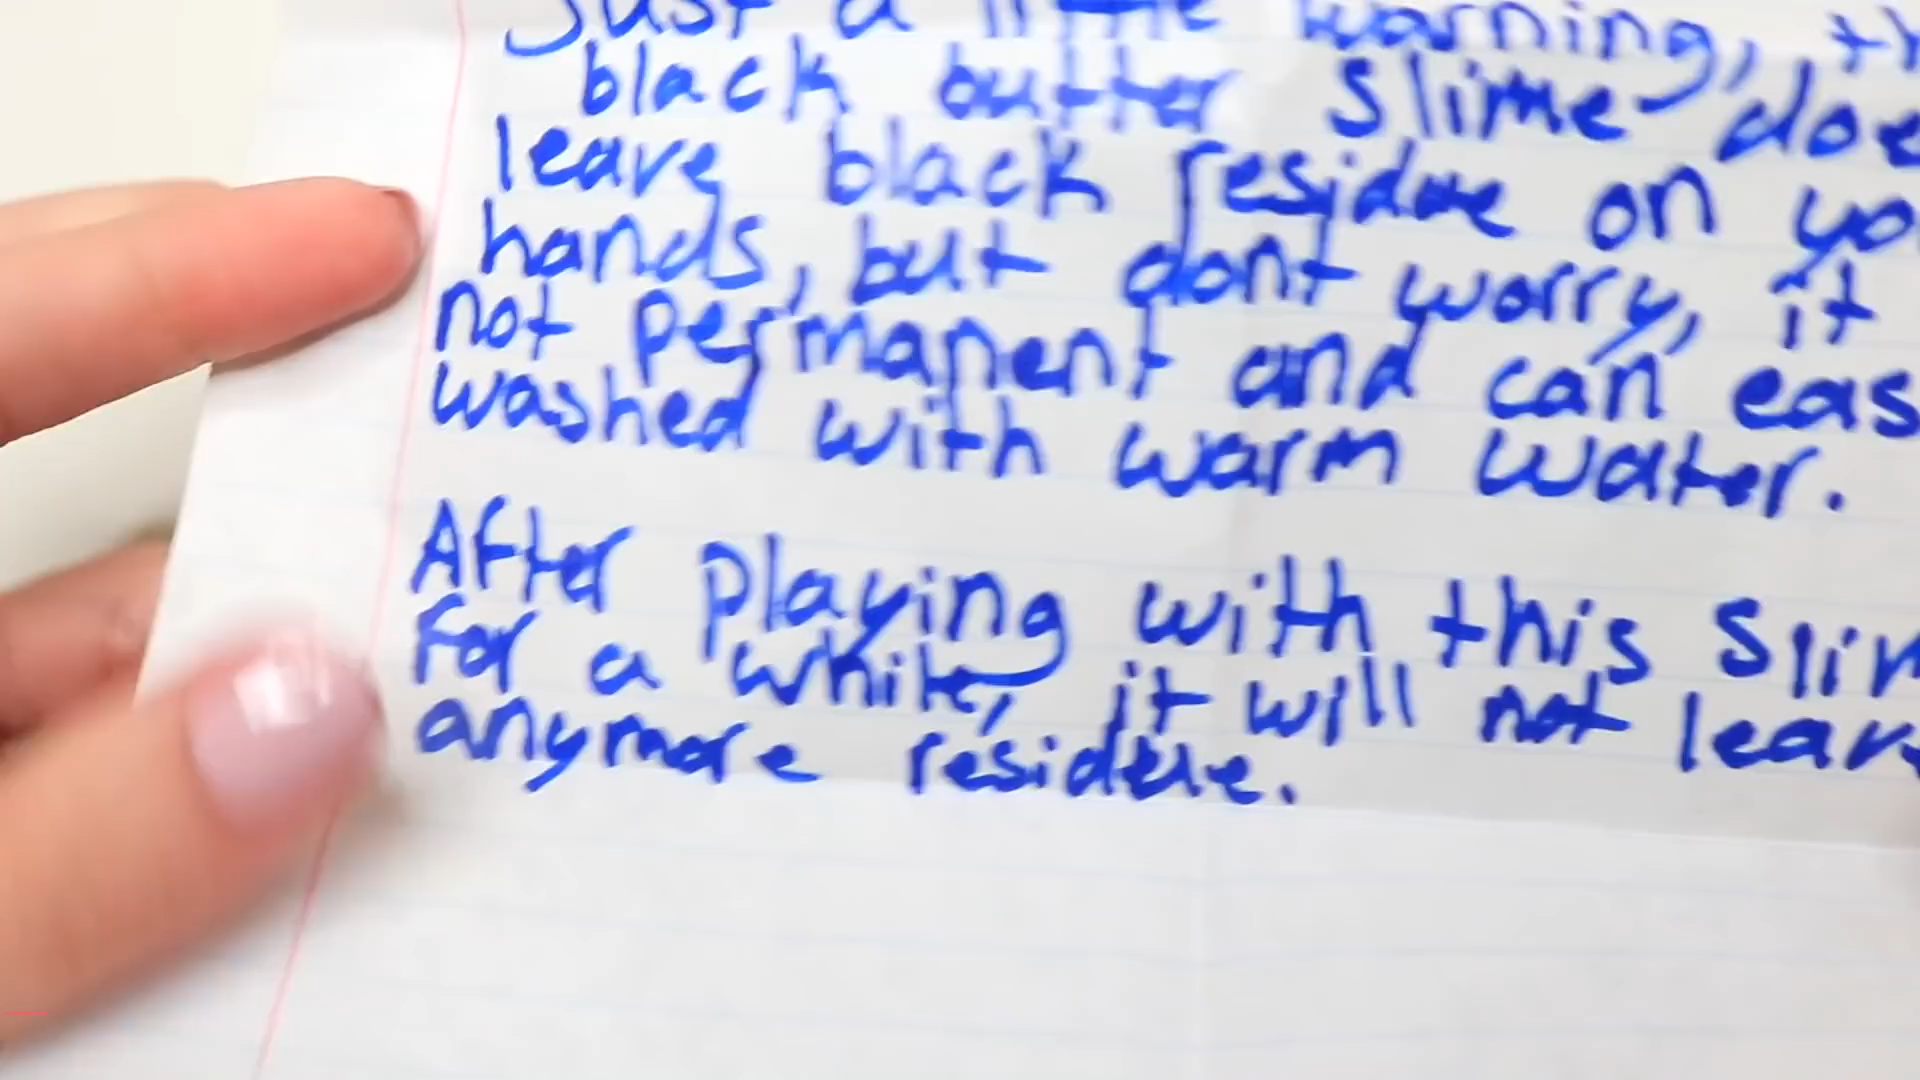 Just a little warning, th
black butter slime doe
leave black residue on yo
hands, but dont worry, it
not permanent and can eas
washed with warm water.
After playing with this slim
for a while, it will not leave
anymore residue.